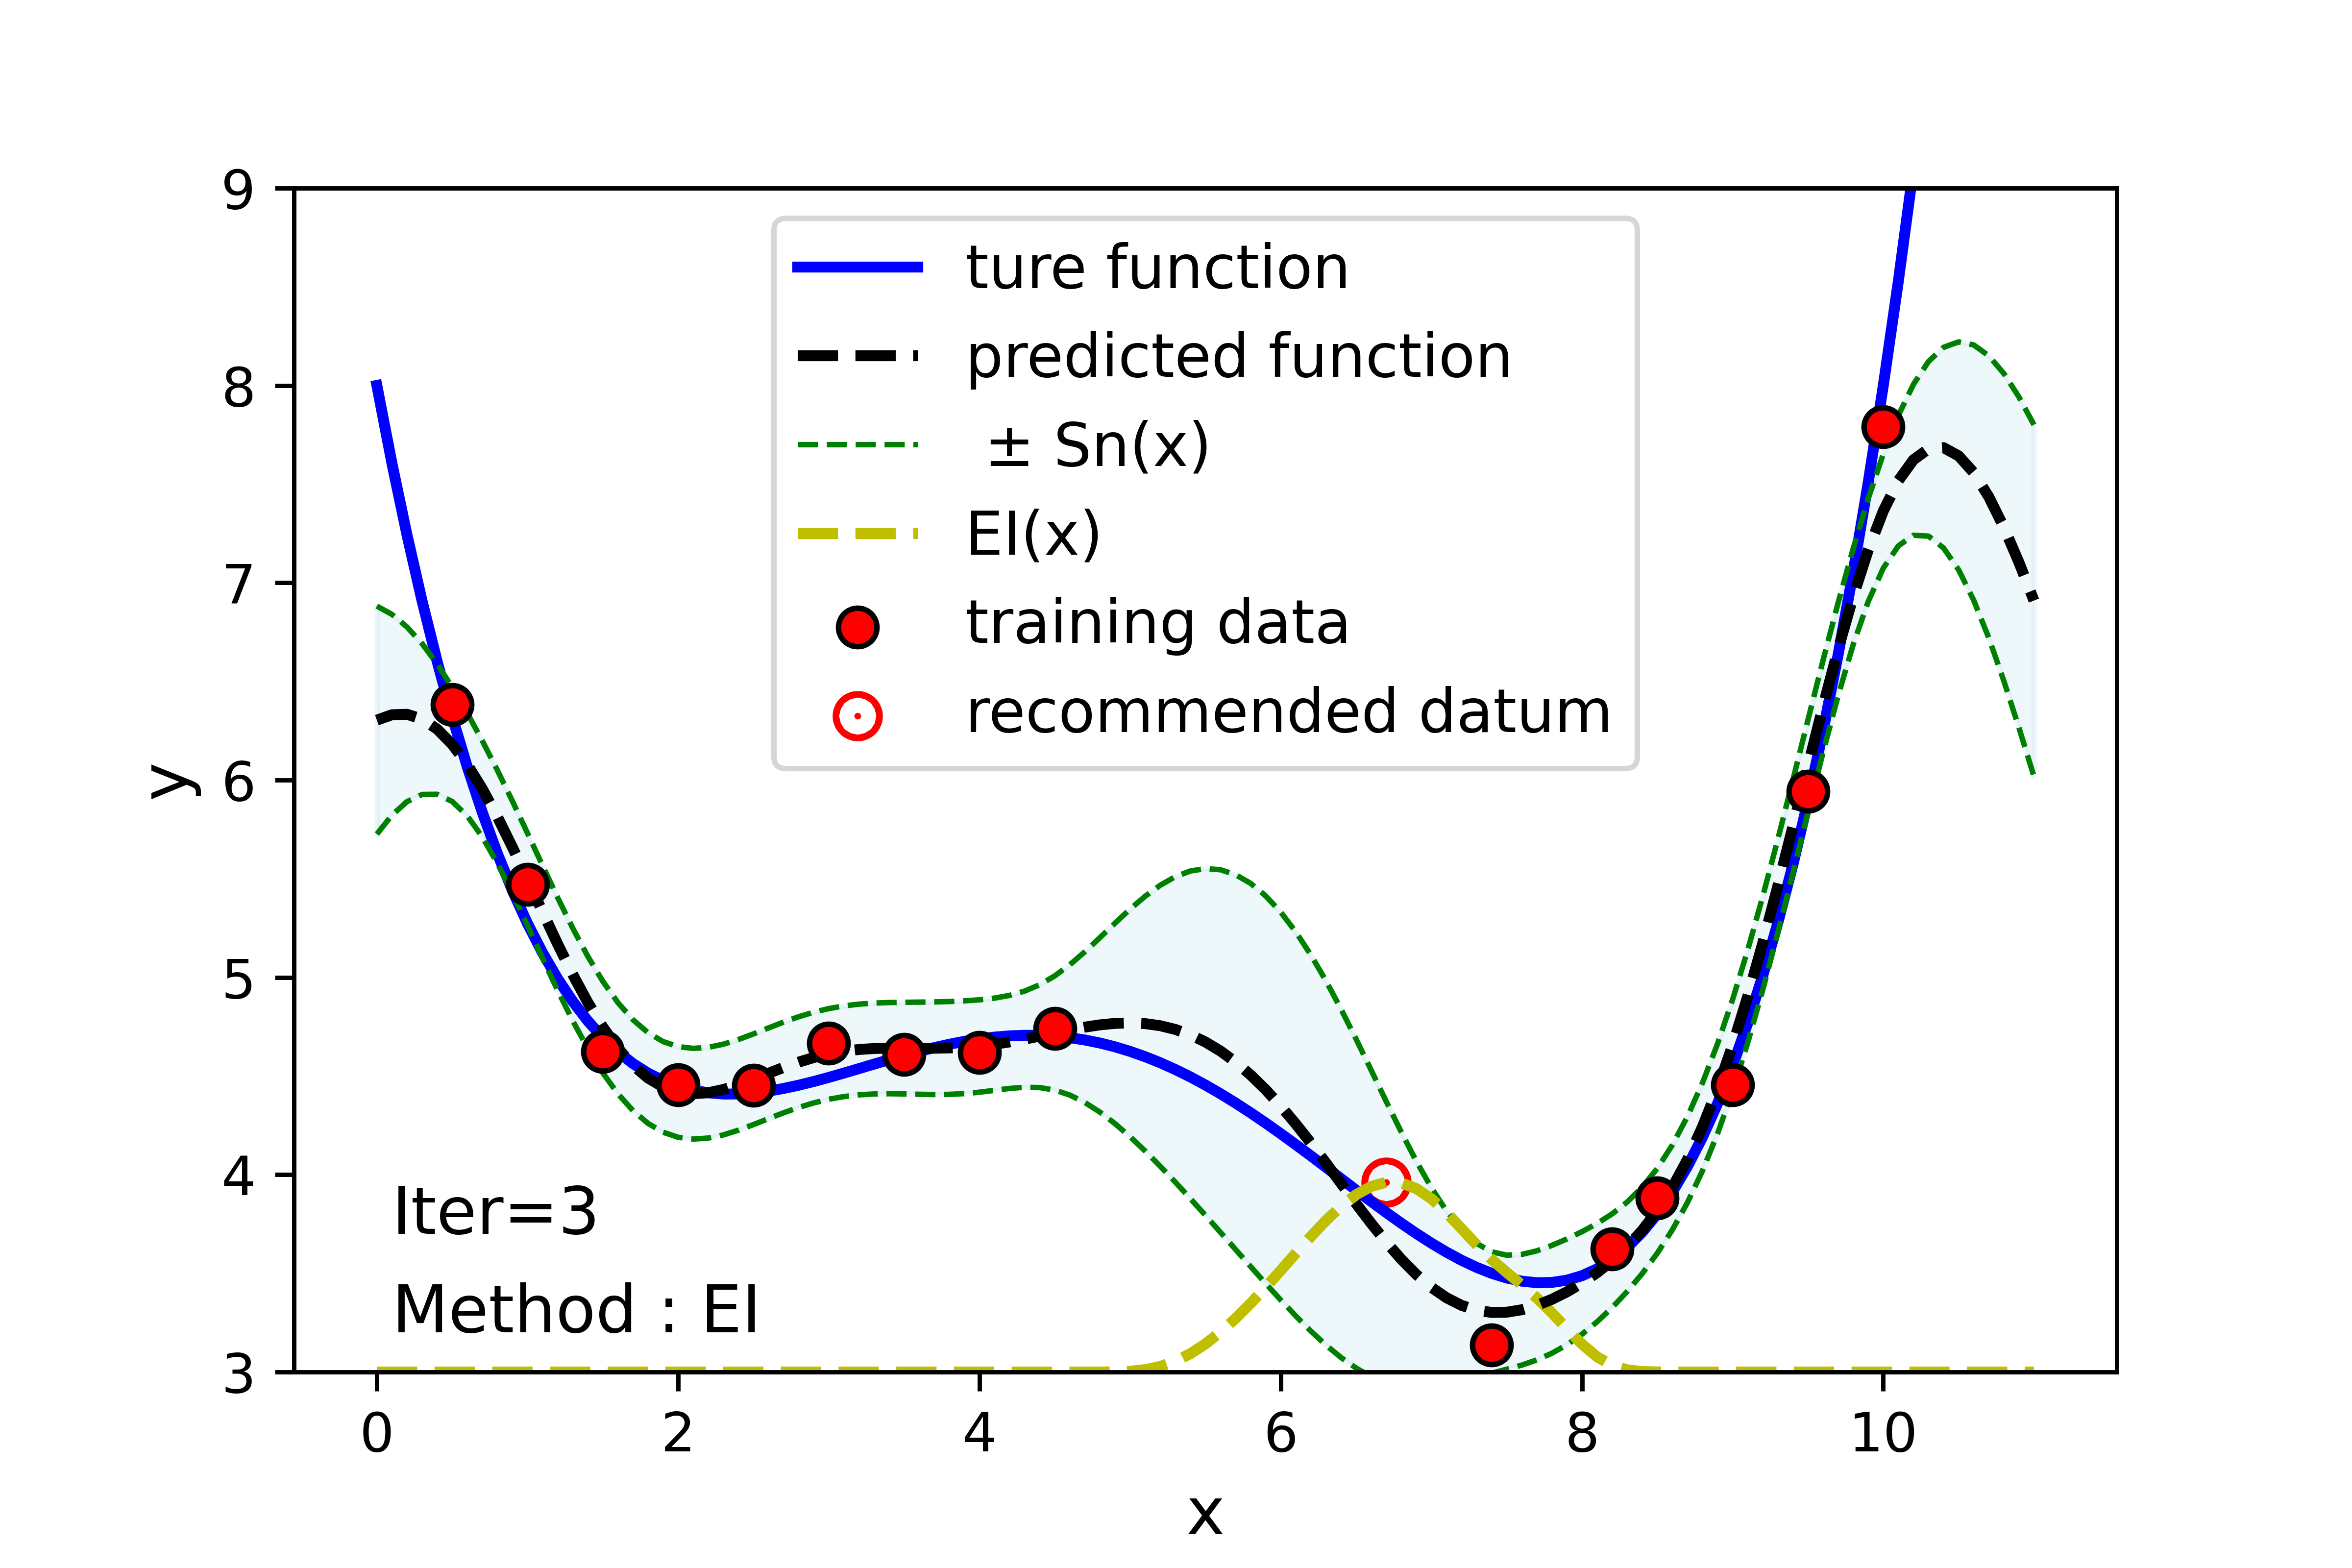 9
8
7
6
5
4
3
y
ture function
predicted function
± Sn(x)
EI(x)
training data
recommended datum
Iter=3
Method : EI
0 2 4 6 8 10
x